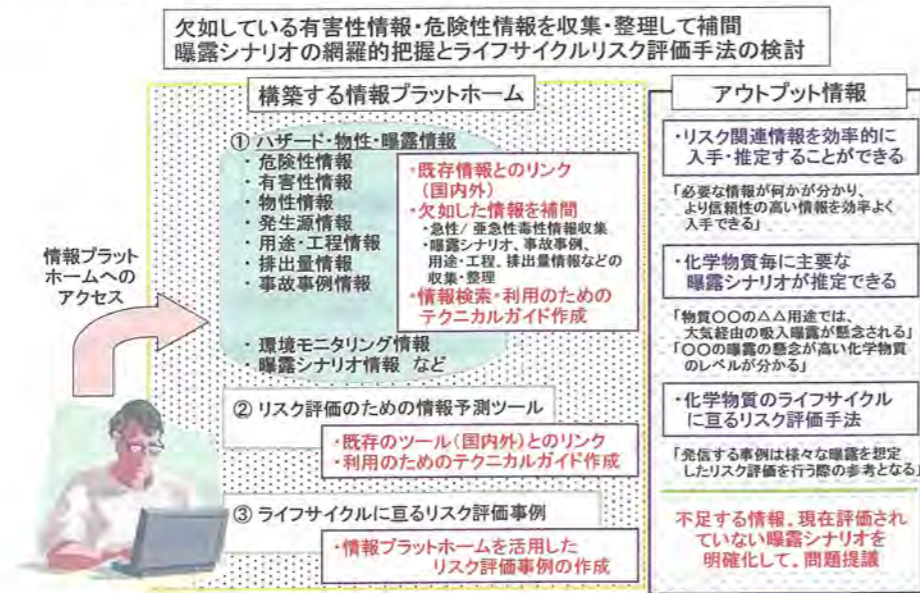 欠如している有害性情報・危険性情報を収集・整理して補間
曝露シナリオの網羅的把握とライフサイクルリスク評価手法の検討
構築する情報プラットホーム
① ハザード・物性・曝露情報
・危険性情報
・有害性情報
・物性情報
・発生源情報
・用途・工程情報
・排出量情報
・事故事例情報
・環境モニタリング情報
・曝露シナリオ情報 など
・既存情報とのリンク
(国内外)
・欠如した情報を補間
・急性/亜急性毒性情報収集
・曝露シナリオ、事故事例、
用途・工程、排出量情報などの
収集・整理
・情報検索・利用のための
テクニカルガイド作成
情報プラット
ホームへの
アクセス
② リスク評価のための情報予測ツール
・既存のツール(国内外)とのリンク
・利用のためのテクニカルガイド作成
③ ライフサイクルに亘るリスク評価事例
・情報プラットホームを活用した
リスク評価事例の作成
アウトプット情報
・リスク関連情報を効率的に
入手・推定することができる
「必要な情報が何かが分かり、
より信頼性の高い情報を効率よく
入手できる」
・化学物質毎に主要な
曝露シナリオが推定できる
「物質〇〇の△△用途では、
大気経由の吸入曝露が懸念される」
「〇〇の曝露の懸念が高い化学物質
のレベルが分かる」
・化学物質のライフサイクル
に亘るリスク評価手法
「発信する事例は様々な曝露を想定
したリスク評価を行う際の参考となる」
不足する情報、現在評価され
ていない曝露シナリオを
明確化して、問題提議